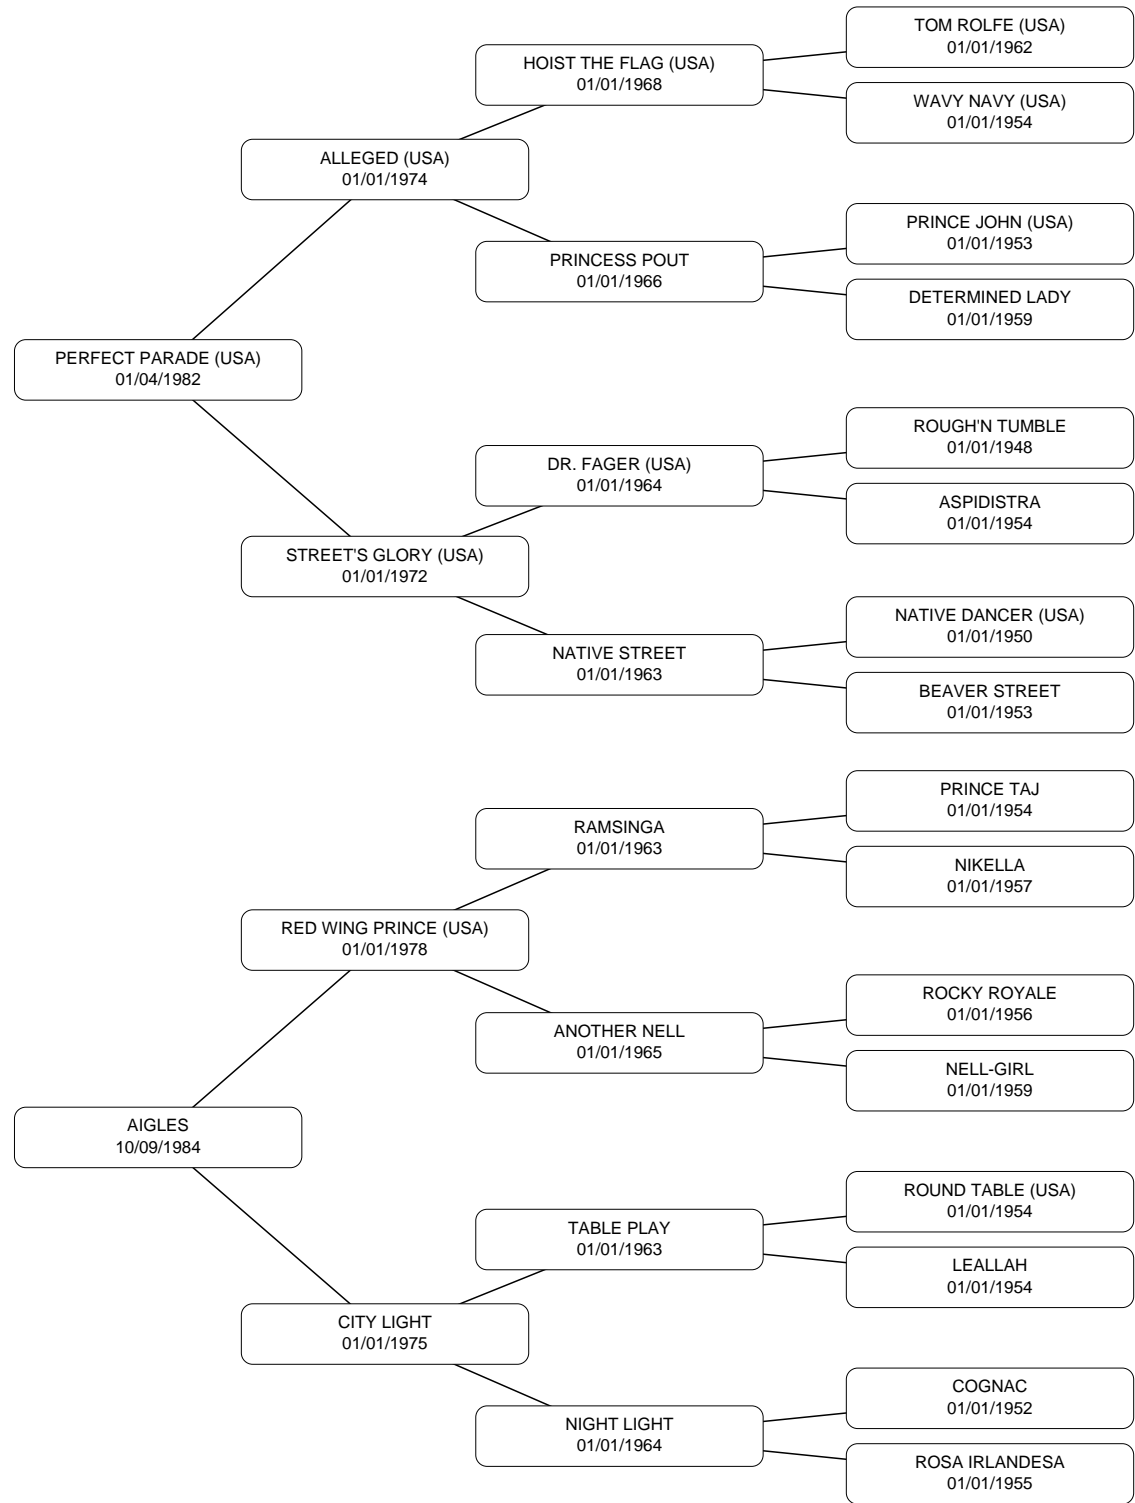 TOM ROLFE (USA)
01/01/1962
HOIST THE FLAG (USA)
01/01/1968
WAVY NAVY (USA)
01/01/1954
ALLEGED (USA)
01/01/1974
PRINCE JOHN (USA)
01/01/1953
PRINCESS POUT
01/01/1966
DETERMINED LADY
01/01/1959
PERFECT PARADE (USA)
01/04/1982
ROUGH'N TUMBLE
01/01/1948
DR. FAGER (USA)
01/01/1964
ASPIDISTRA
01/01/1954
STREET'S GLORY (USA)
01/01/1972
NATIVE DANCER (USA)
01/01/1950
NATIVE STREET
01/01/1963
BEAVER STREET
01/01/1953
PRINCE TAJ
01/01/1954
RAMSINGA
01/01/1963
NIKELLA
01/01/1957
RED WING PRINCE (USA)
01/01/1978
ROCKY ROYALE
01/01/1956
ANOTHER NELL
01/01/1965
NELL-GIRL
01/01/1959
AIGLES
10/09/1984
ROUND TABLE (USA)
01/01/1954
TABLE PLAY
01/01/1963
LEALLAH
01/01/1954
CITY LIGHT
01/01/1975
COGNAC
01/01/1952
NIGHT LIGHT
01/01/1964
ROSA IRLANDESA
01/01/1955